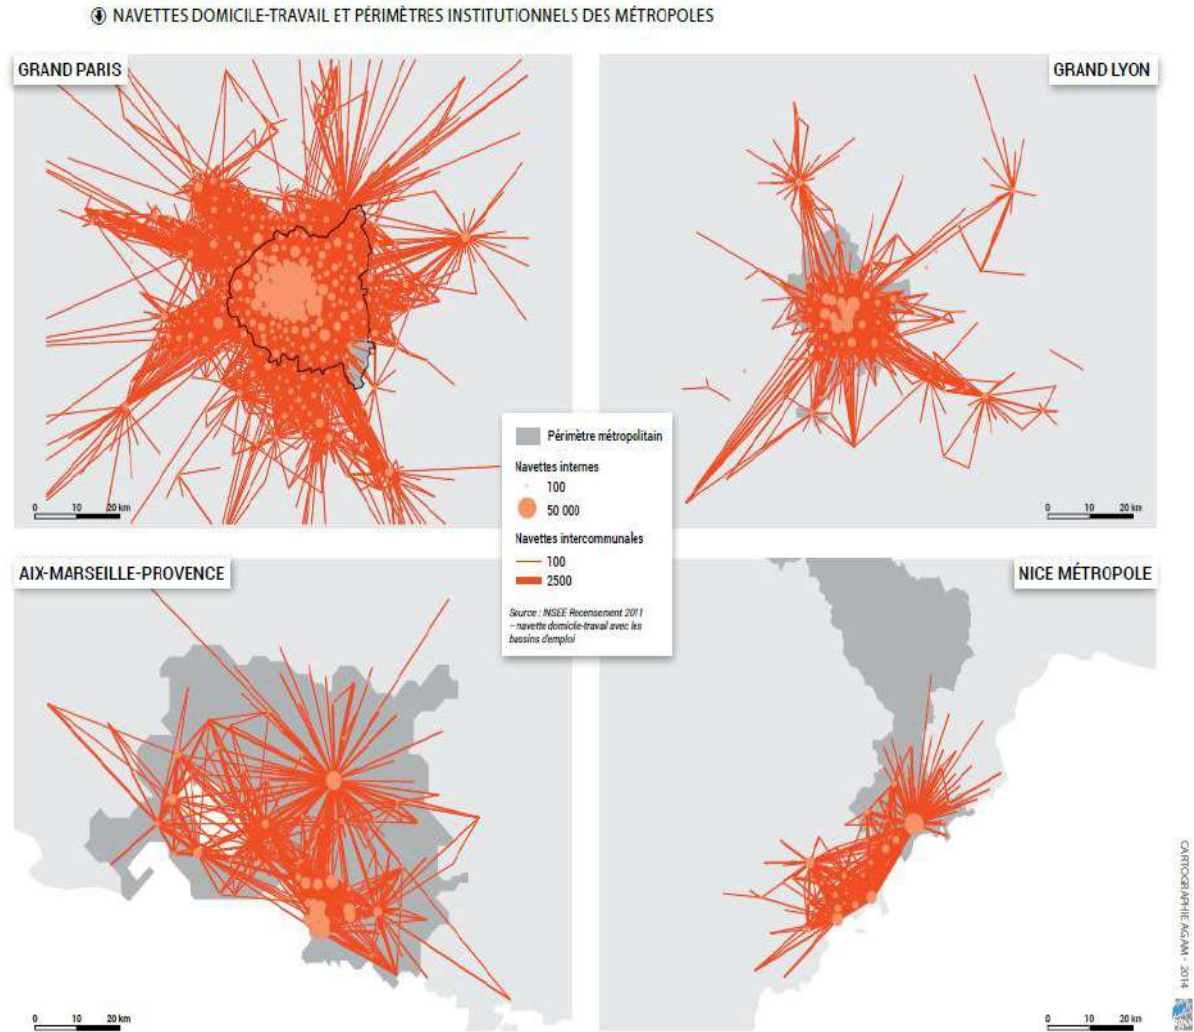 NAVETTES DOMICILE-TRAVAIL ET PÉRIMÈTRES INSTITUTIONNELS DES MÉTROPOLES
GRAND PARIS
GRAND LYON
0 10 20 km
0 10 20 km
Périmètre métropolitain
Navettes internes
100
50 000
Navettes intercommunales
100
2500
Source : INSEE Recensement 2011
– navette domicile-travail avec les
bassins d'emploi
AIX-MARSEILLE-PROVENCE
NICE MÉTROPOLE
0 10 20 km
0 10 20 km
CARTOGRAPHIE AGAM - 2014